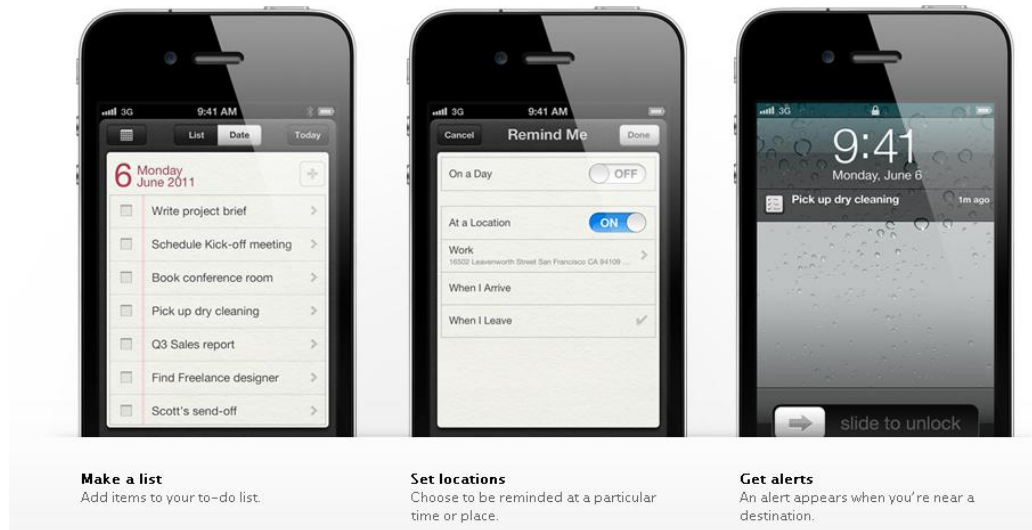 3G 9:41 AM
List Date Today
6 Monday
June 2011
Write project brief
Schedule Kick-off meeting
Book conference room
Pick up dry cleaning
Q3 Sales report
Find Freelance designer
Scott's send-off
Make a list
Add items to your to-do list.
3G 9:41 AM
Cancel Remind Me Done
On a Day OFF
At a Location ON
Work
16502 Leavenworth Street San Francisco CA 94109 ...
When I Arrive
When I Leave
Set locations
Choose to be reminded at a particular
time or place.
3G
9:41
Monday, June 6
Pick up dry cleaning 1m ago
slide to unlock
Get alerts
An alert appears when you're near a
destination.